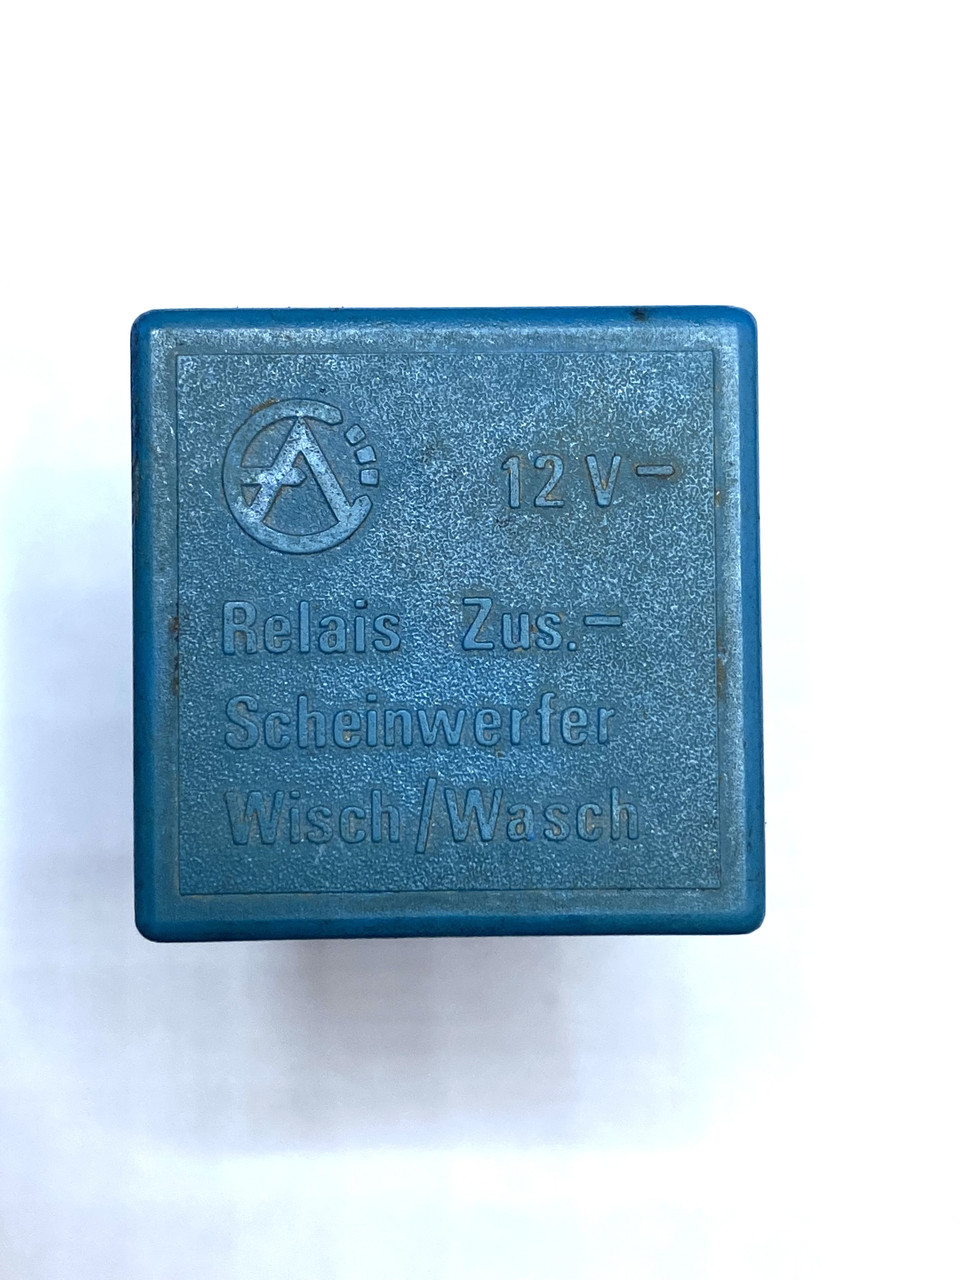 12 V-
Relais Zus.-
Scheinwerfer
Wisch/Wasch